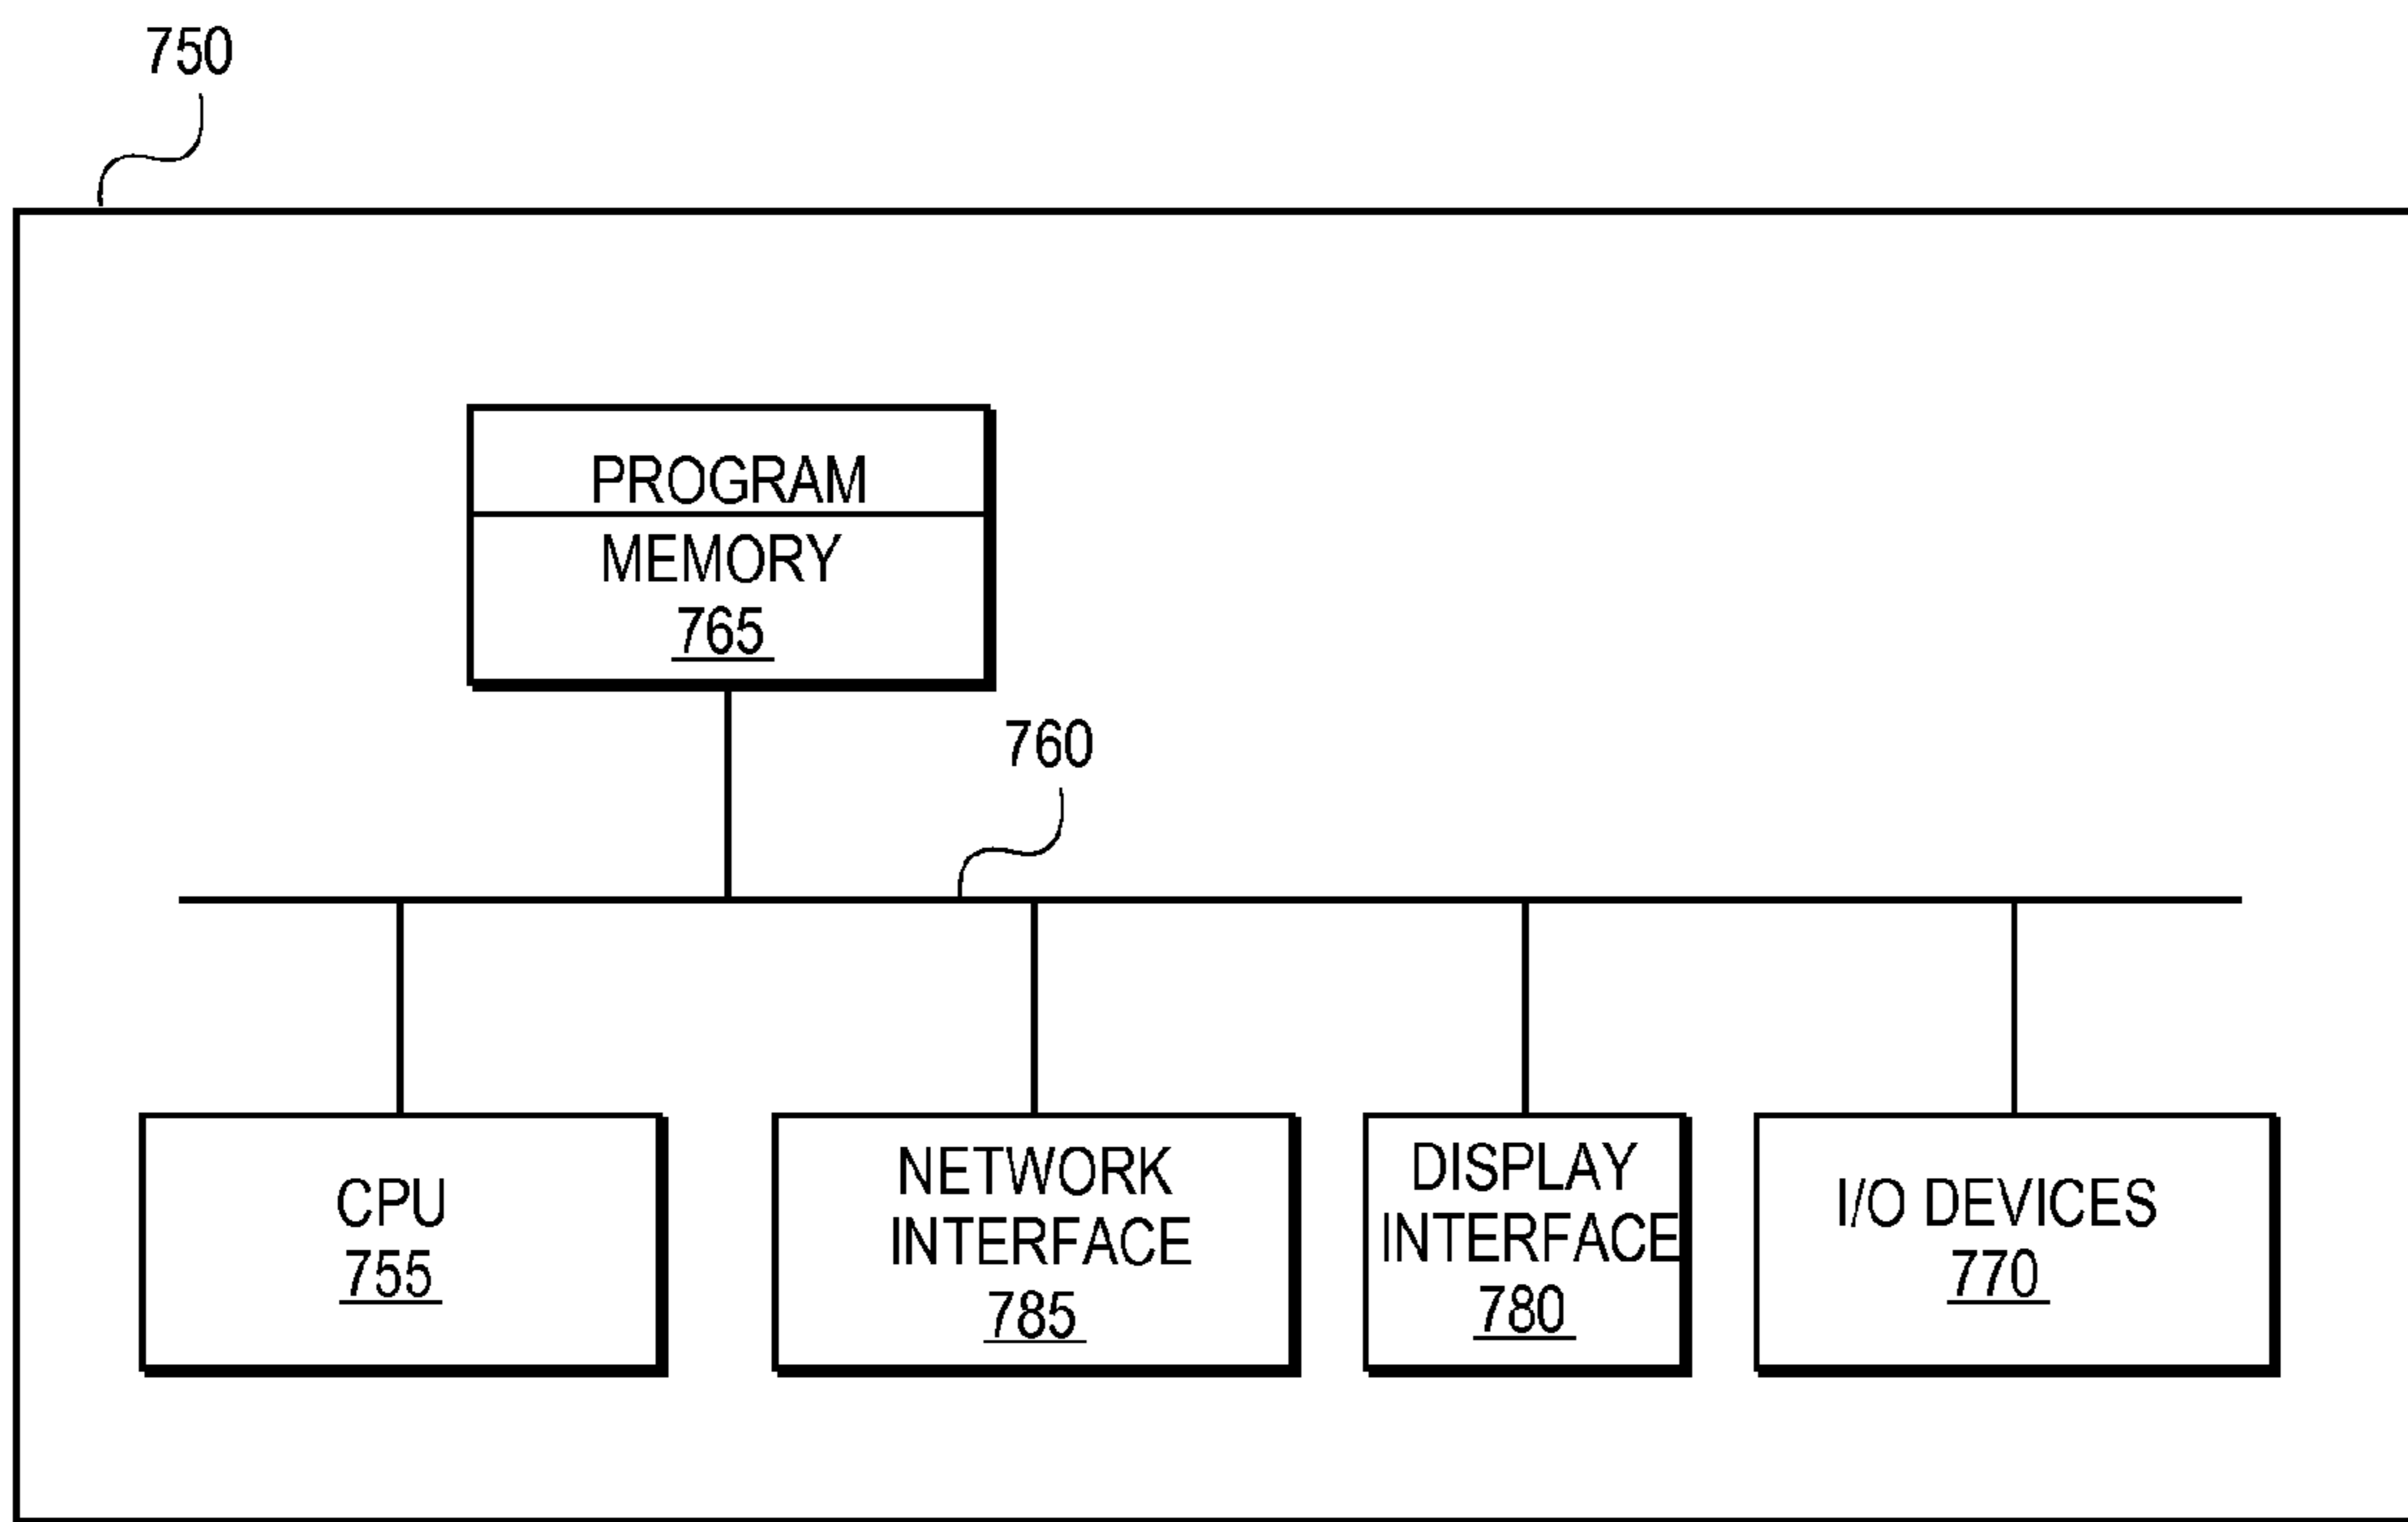 750
PROGRAM
MEMORY
765
760
CPU
755
NETWORK
INTERFACE
785
DISPLAY
INTERFACE
780
I/O DEVICES
770